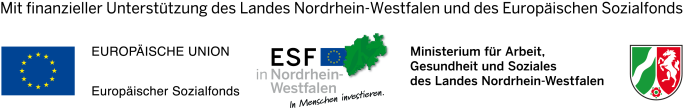 Mit finanzieller Unterstützung des Landes Nordrhein-Westfalen und des Europäischen Sozialfonds
EUROPÄISCHE UNION
Europäischer Sozialfonds
ESF
in Nordrhein-
Westfalen
In Menschen investieren.
Ministerium für Arbeit,
Gesundheit und Soziales
des Landes Nordrhein-Westfalen